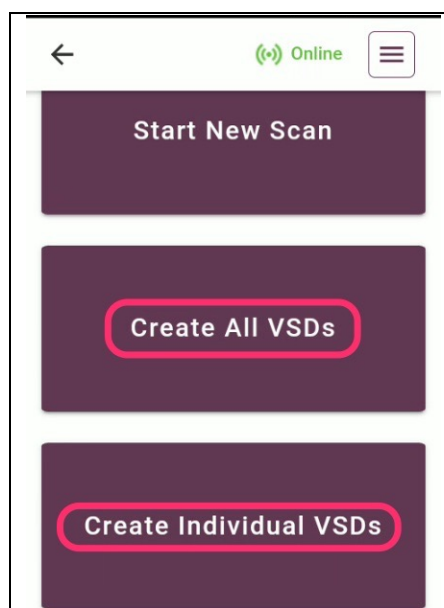 Online
Start New Scan
Create All VSDs
Create Individual VSDs